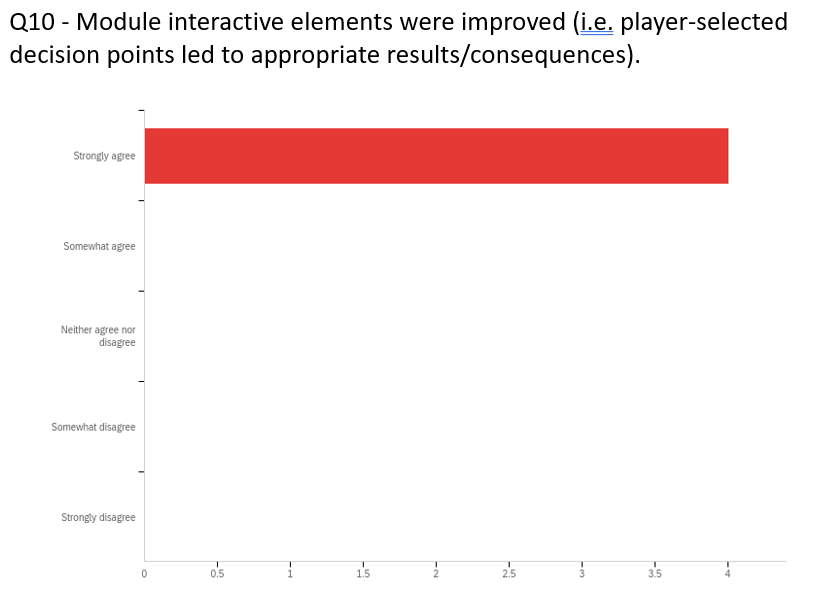 Q10 - Module interactive elements were improved (i.e. player-selected
decision points led to appropriate results/consequences).
Strongly agree
Somewhat agree
Neither agree nor
disagree
Somewhat disagree
Strongly disagree
0 0.5 1 1.5 2 2.5 3 3.5 4